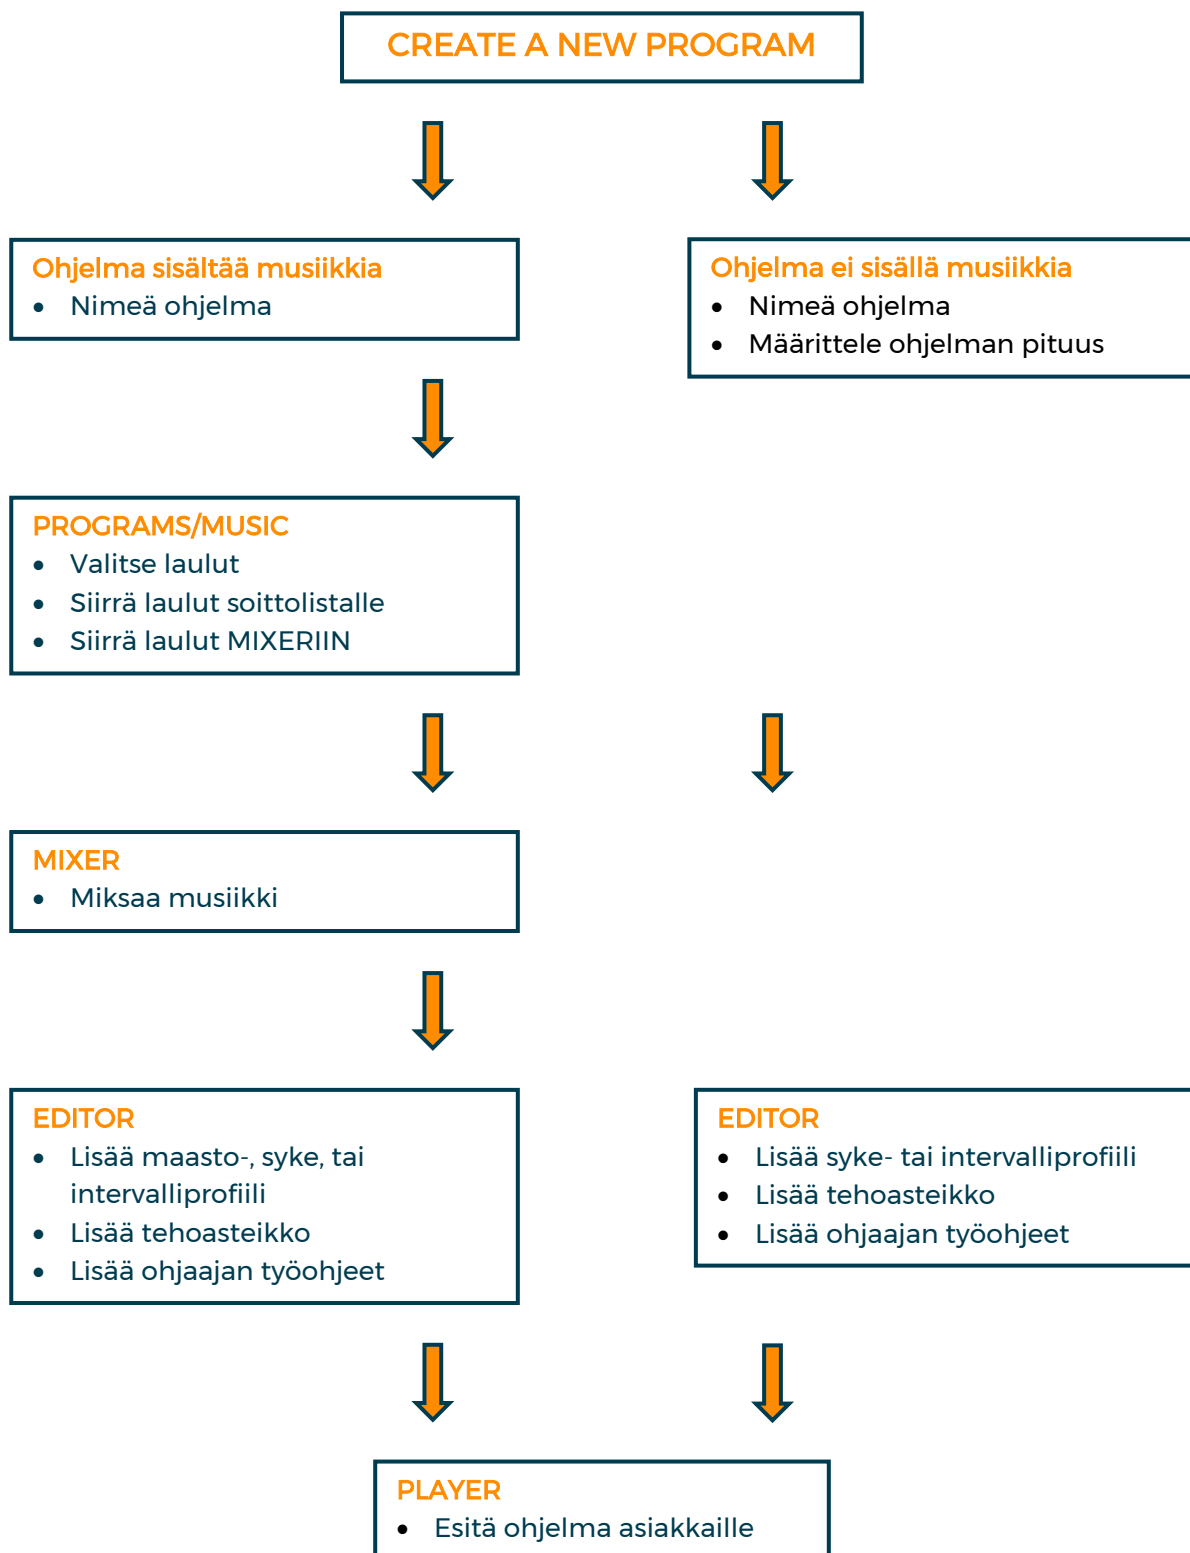 CREATE A NEW PROGRAM
Ohjelma sisältää musiikkia
• Nimeä ohjelma
Ohjelma ei sisällä musiikkia
• Nimeä ohjelma
• Määrittele ohjelman pituus
PROGRAMS/MUSIC
• Valitse laulut
• Siirrä laulut soittolistalle
• Siirrä laulut MIXERIIN
MIXER
• Miksaa musiikki
EDITOR
• Lisää maasto-, syke, tai
intervalliprofiili
• Lisää tehoasteikko
• Lisää ohjaajan työohjeet
EDITOR
• Lisää syke- tai intervalliprofiili
• Lisää tehoasteikko
• Lisää ohjaajan työohjeet
PLAYER
• Esitä ohjelma asiakkaille